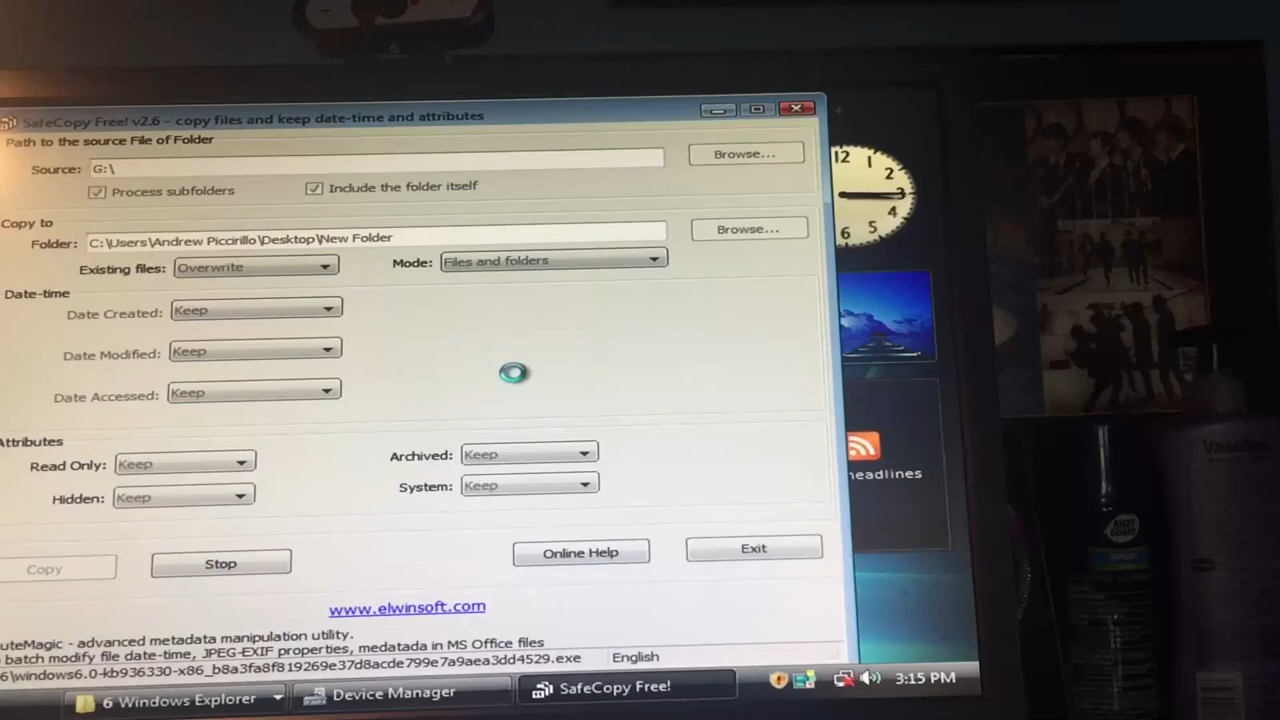 SafeCopy Free! v2.6 - copy files and keep date-time and attributes
Path to the source File of Folder
Source: G:\ Browse...
Process subfolders Include the folder itself
Copy to
Folder: C:\Users\Andrew Piccirillo\Desktop\New Folder Browse...
Existing files: Overwrite Mode: Files and folders
Date-time
Date Created: Keep
Date Modified: Keep
Date Accessed: Keep
Attributes
Read Only: Keep Archived: Keep
Hidden: Keep System: Keep
Copy Stop Online Help Exit
www.elwinsoft.com
uteMagic - advanced metadata manipulation utility.
batch modify file date-time, JPEG-EXIF properties, medatada in MS Office files
6\windows6.0-kb936330-x86_b8a3fa8f819269e37d8acde799e7a9aea3dd4529.exe English
6 Windows Explorer Device Manager SafeCopy Free! 3:15 PM
12 1 2 3 4 5 6
headlines
Vaseline
RIGHT GUARD
SPORT